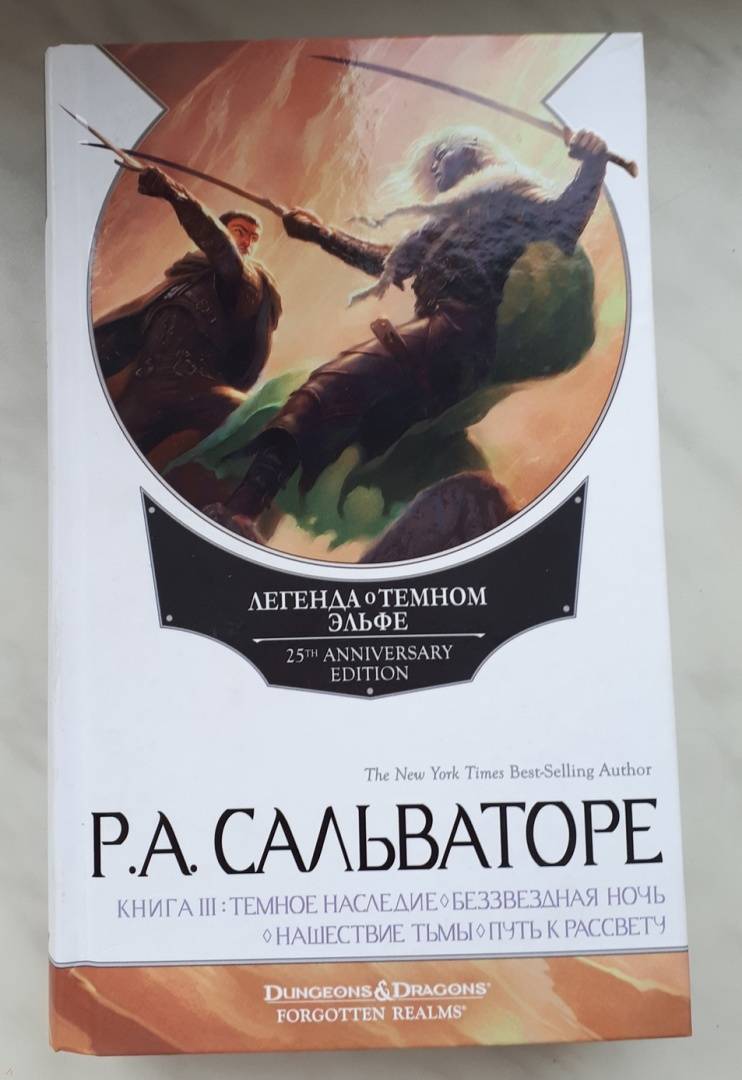 ЛЕГЕНДА о ТЕМНОМ
ЭЛЬФЕ
25TH ANNIVERSARY
EDITION
The New York Times Best-Selling Author
Р.А. САЛЬВАТОРЕ
КНИГА III : ТЕМНОЕ НАСЛЕДИЕ◊БЕЗЗВЕЗДНАЯ НОЧЬ
◊НАШЕСТВИЕ ТЬМЫ◊ПУТЬ К РАССВЕТУ
DUNGEONS & DRAGONS®
FORGOTTEN REALMS®